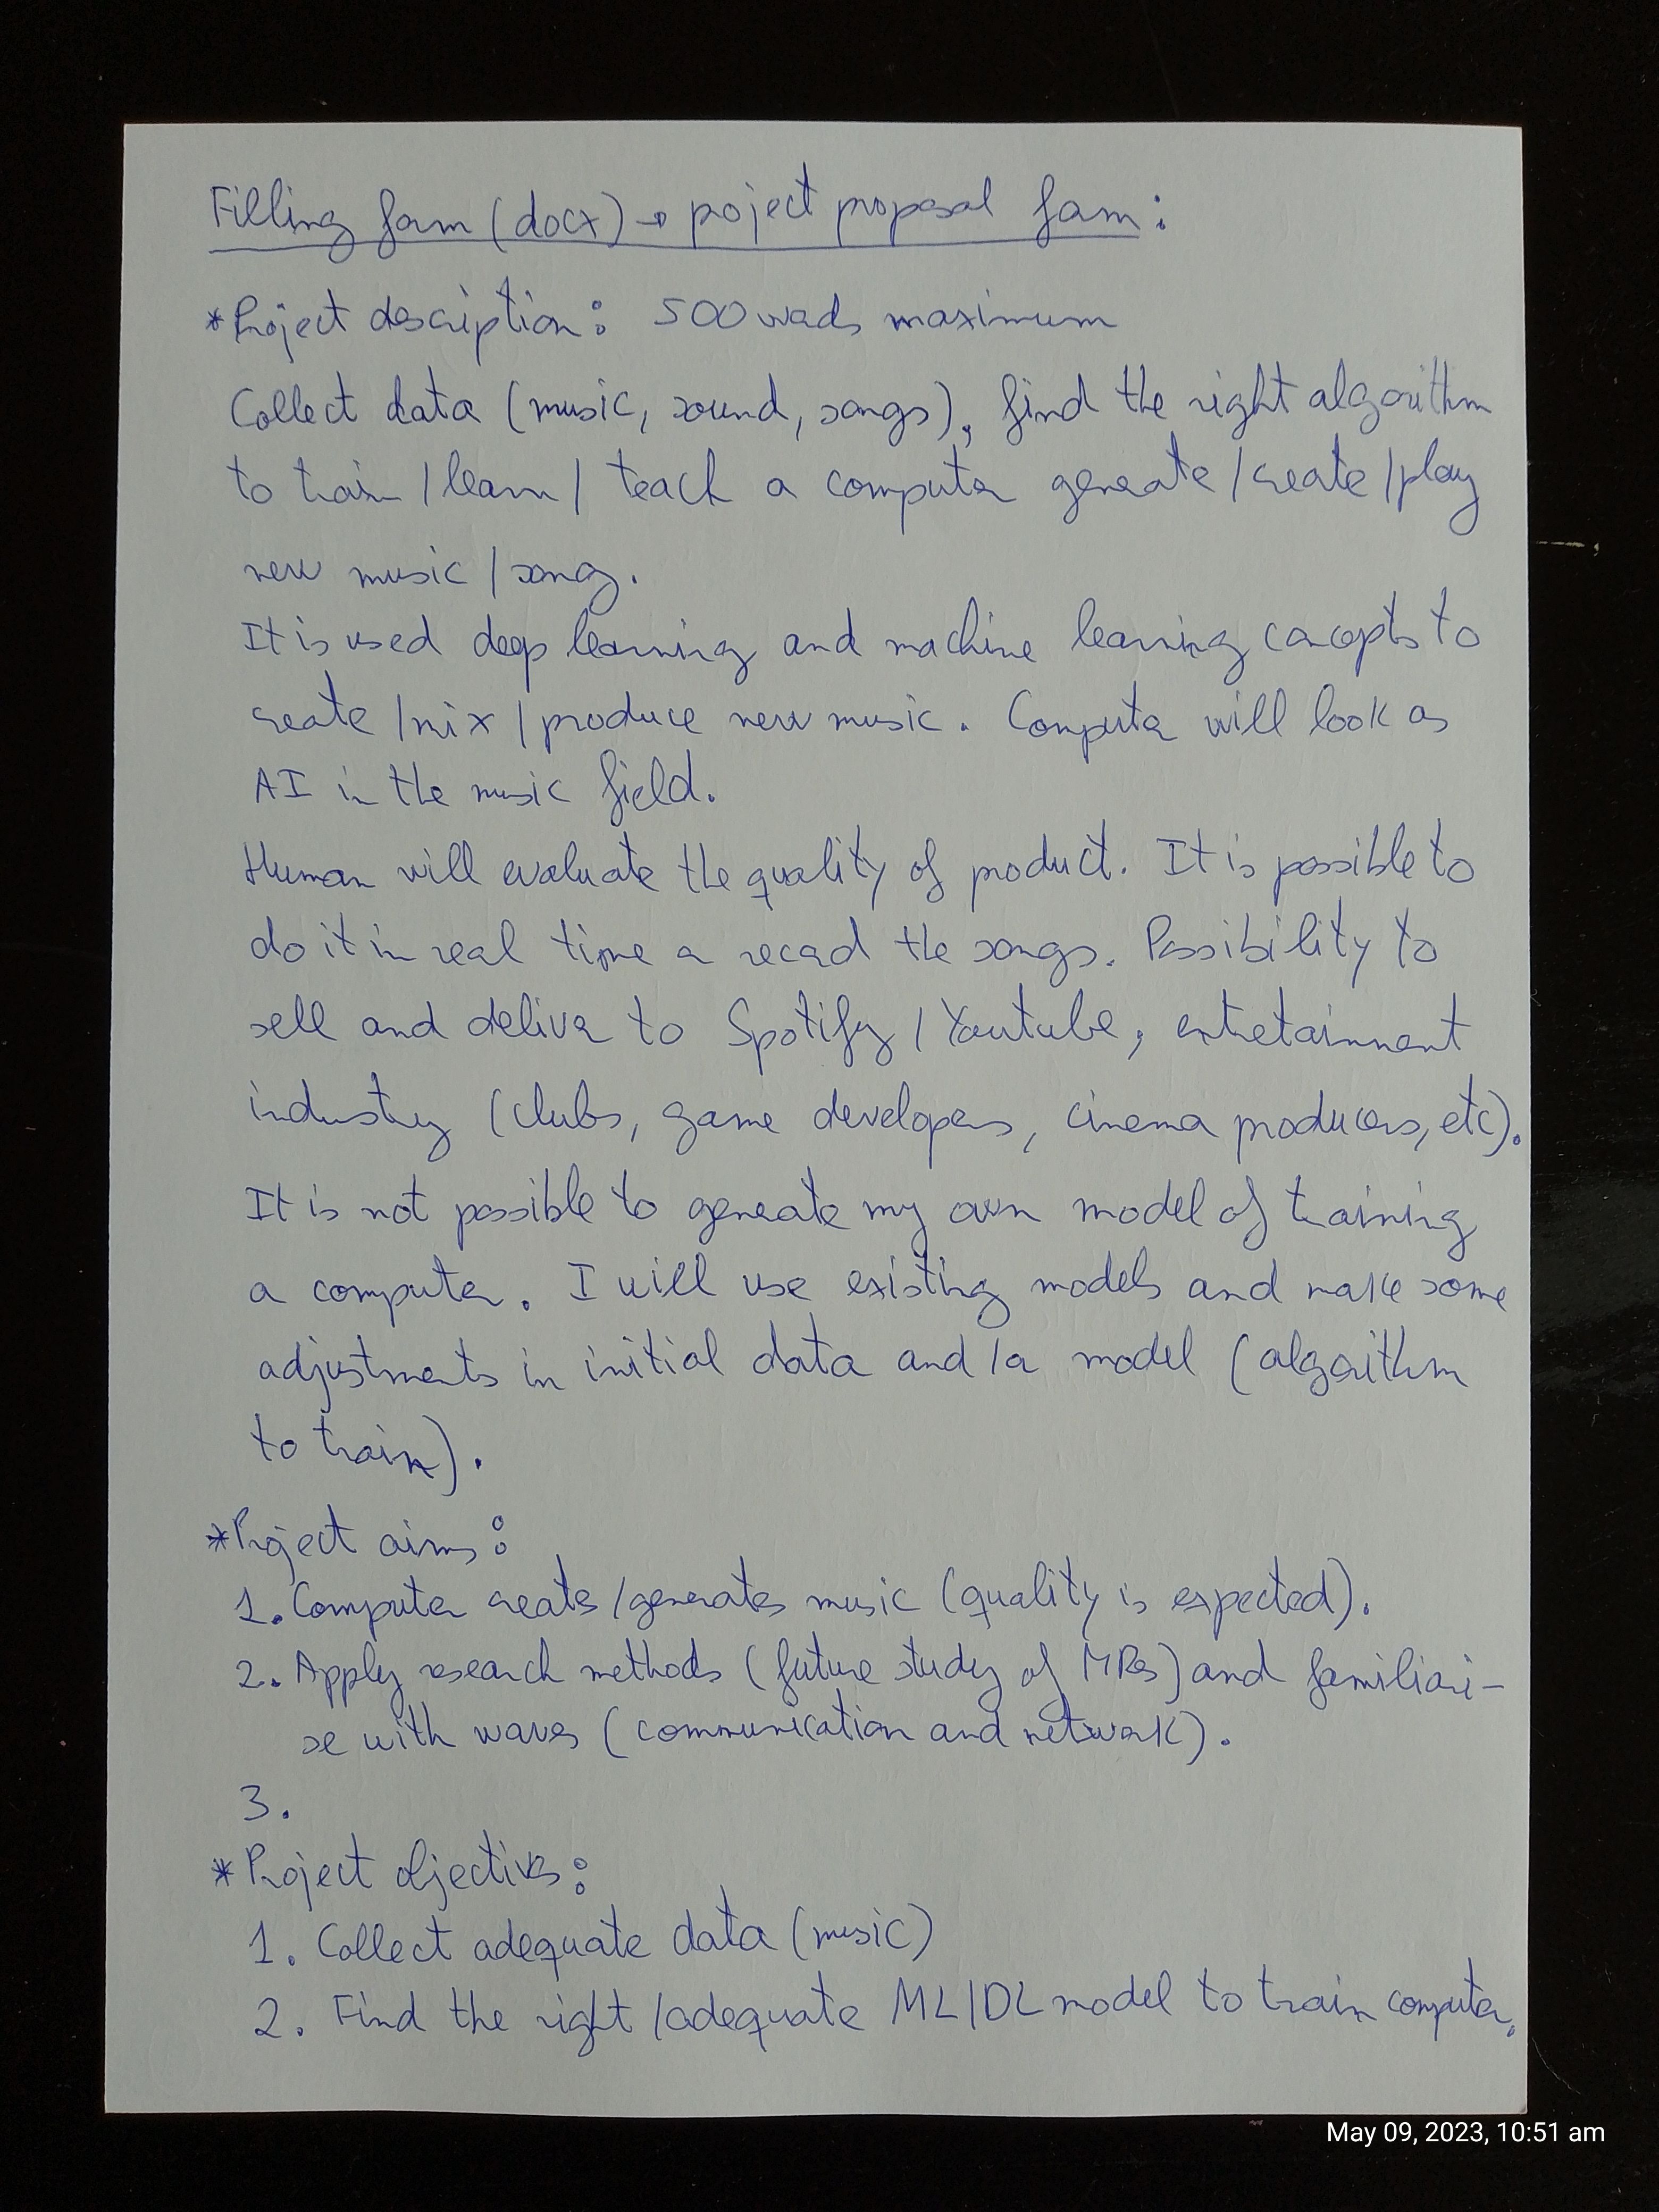 Filling form (docx) → project proposal form:
*Project description: 500 words maximum
Collect data (music, sound, songs), find the right algorithm
to train / learn / teach a computer generate / create / play
new music / song.
It is used deep learning and machine learning concepts to
create / mix / produce new music. Computer will look as
AI in the music field.
Human will evaluate the quality of product. It is possible to
do it in real time or record the songs. Possibility to
sell and deliver to Spotify / Youtube, entretainment
industry (clubs, game developers, cinema producers, etc).
It is not possible to generate my own model of training
a computer. I will use existing models and make some
adjustments in initial data and / or model (algorithm
to train).
*Project aims:
1. Computer creates / generates music (quality is expected).
2. Apply research methods (future study of MRes) and familiari-
se with waves (communication and network).
3.
*Project objectives:
1. Collect adequate data (music)
2. Find the right / adequate ML / DL model to train computer.
May 09, 2023, 10:51 am